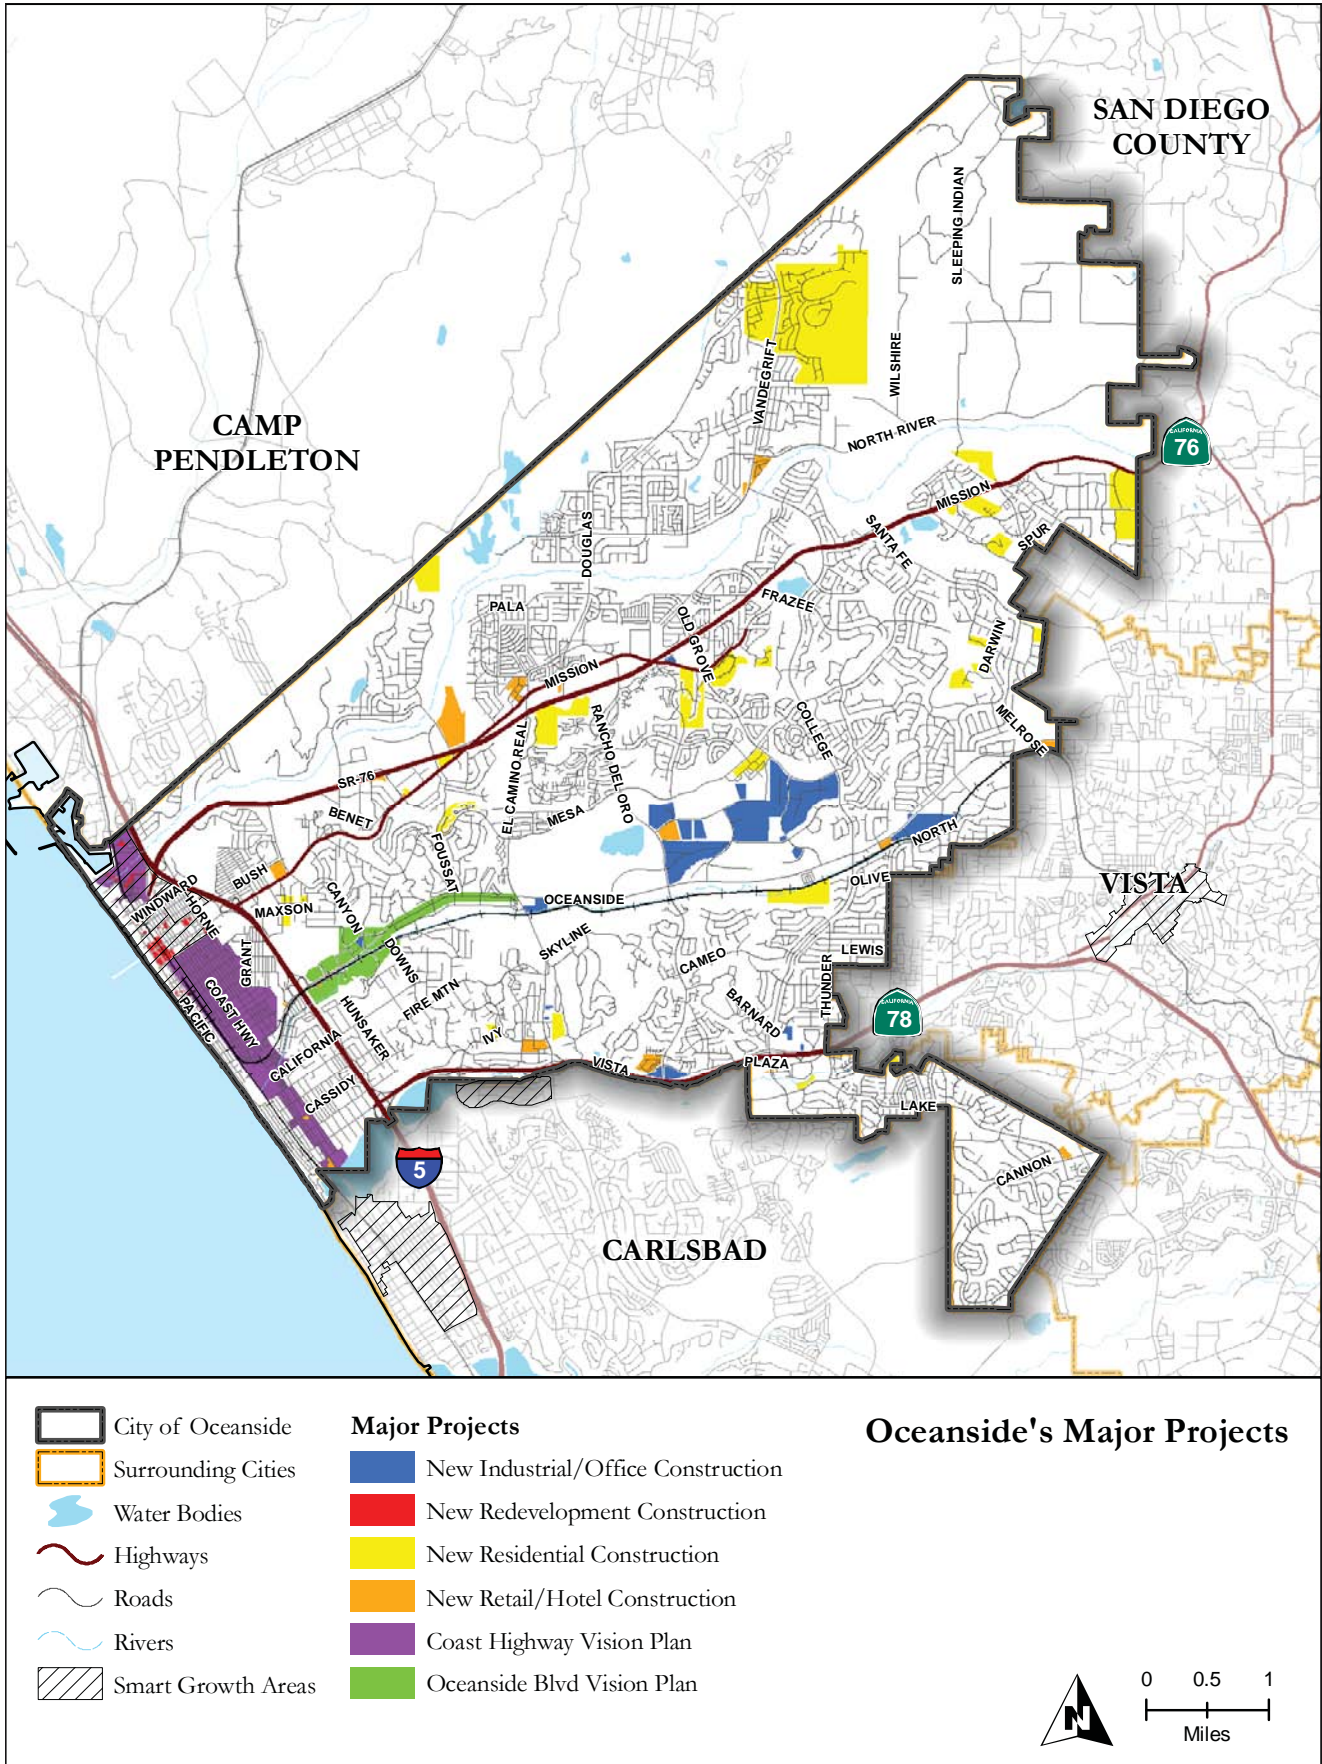 SAN DIEGO
COUNTY
SLEEPING INDIAN
VANDEGRIFT
WILSHIRE
CAMP
PENDLETON
NORTH RIVER
CALIFORNIA
76
MISSION
DOUGLAS
SANTA FE
SPUR
PALA
FRAZEE
OLD GROVE
DARWIN
MISSION
RANCHO DEL ORO
COLLEGE
MELROSE
EL CAMINO REAL
SR-76
BENET
MESA
FOUSSAT
NORTH
BUSH
OLIVE
VISTA
WINDWARD
HORNE
MAXSON
CANYON
OCEANSIDE
GRANT
DOWNS
SKYLINE
CAMEO
LEWIS
THUNDER
COAST HWY
PACIFIC
HUNSAKER
FIRE MTN
BARNARD
CALIFORNIA
78
CALIFORNIA
IVY
VISTA
PLAZA
CASSIDY
LAKE
5
CANNON
CARLSBAD
City of Oceanside
Surrounding Cities
Water Bodies
Highways
Roads
Rivers
Smart Growth Areas
Major Projects
New Industrial/Office Construction
New Redevelopment Construction
New Residential Construction
New Retail/Hotel Construction
Coast Highway Vision Plan
Oceanside Blvd Vision Plan
Oceanside's Major Projects
N
0 0.5 1
Miles